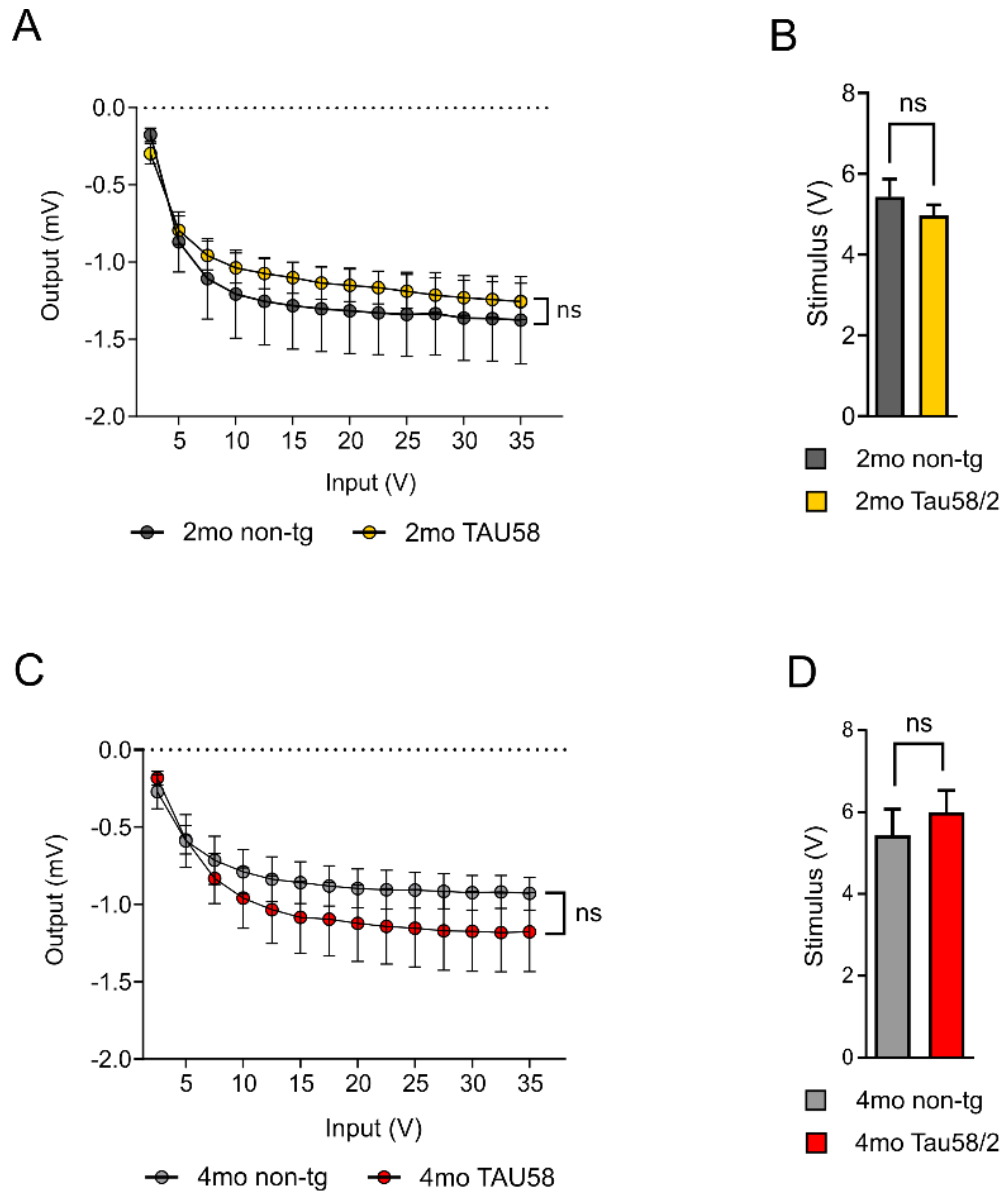 A
B
0.0
-0.5
-1.0
-1.5
-2.0
Output (mV)
5 10 15 20 25 30 35
Input (V)
ns
2mo non-tg 2mo TAU58
8
6
4
2
0
Stimulus (V)
ns
2mo non-tg
2mo Tau58/2
C
D
0.0
-0.5
-1.0
-1.5
-2.0
Output (mV)
5 10 15 20 25 30 35
Input (V)
ns
4mo non-tg 4mo TAU58
8
6
4
2
0
Stimulus (V)
ns
4mo non-tg
4mo Tau58/2